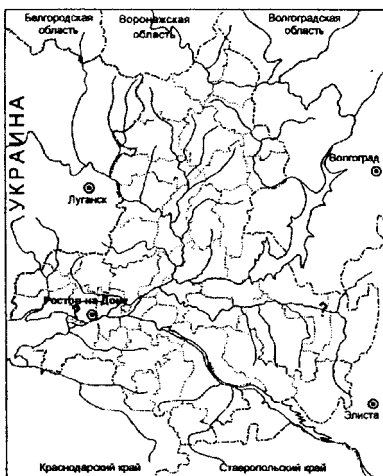 Белгородская
область
Воронежская
область
Волгоградская
область
УКРАИНА
Волгоград
Луганск
Ростов-на-Дону
?
?
Элиста
Краснодарский край
Ставропольский край